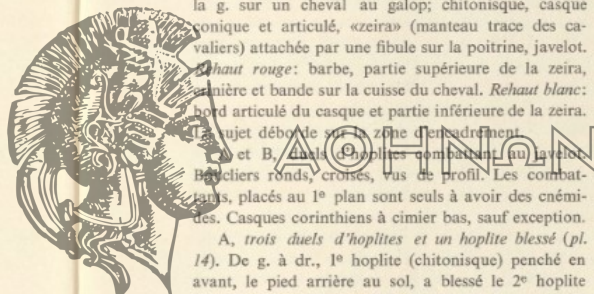 la g. sur un cheval au galop; chitonisque, casque
conique et articulé, «zeira» (manteau trace des ca-
valiers) attachée par une fibule sur la poitrine, javelot.
Rehaut rouge: barbe, partie supérieure de la zeira,
crinière et bande sur la cuisse du cheval. Rehaut blanc:
bord articulé du casque et partie inférieure de la zeira.
Le sujet déborde sur la zone d'encadrement.
et B, duels d'hoplites combattant au javelot.
Boucliers ronds, croisés, vus de profil. Les combat-
tants, placés au 1ᵉ plan sont seuls à avoir des cnémi-
des. Casques corinthiens à cimier bas, sauf exception.
A, trois duels d'hoplites et un hoplite blessé (pl.
14). De g. à dr., 1ᵉ hoplite (chitonisque) penché en
avant, le pied arrière au sol, a blessé le 2ᵉ hoplite
ΑΘΗΝΩΝ